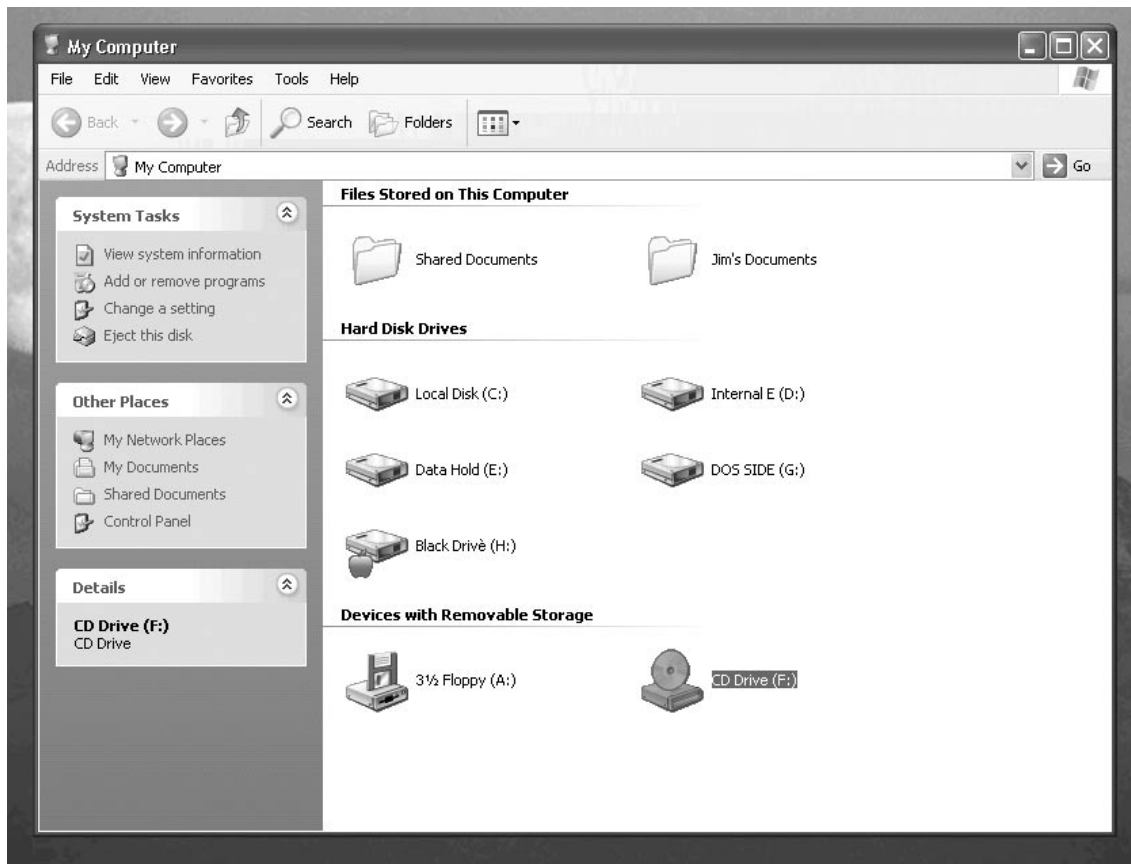 My Computer
File Edit View Favorites Tools Help
Back Search Folders
Address My Computer Go
System Tasks
View system information
Add or remove programs
Change a setting
Eject this disk
Other Places
My Network Places
My Documents
Shared Documents
Control Panel
Details
CD Drive (F:)
CD Drive
Files Stored on This Computer
Shared Documents Jim's Documents
Hard Disk Drives
Local Disk (C:) Internal E (D:)
Data Hold (E:) DOS SIDE (G:)
Black Drivè (H:)
Devices with Removable Storage
3½ Floppy (A:) CD Drive (F:)